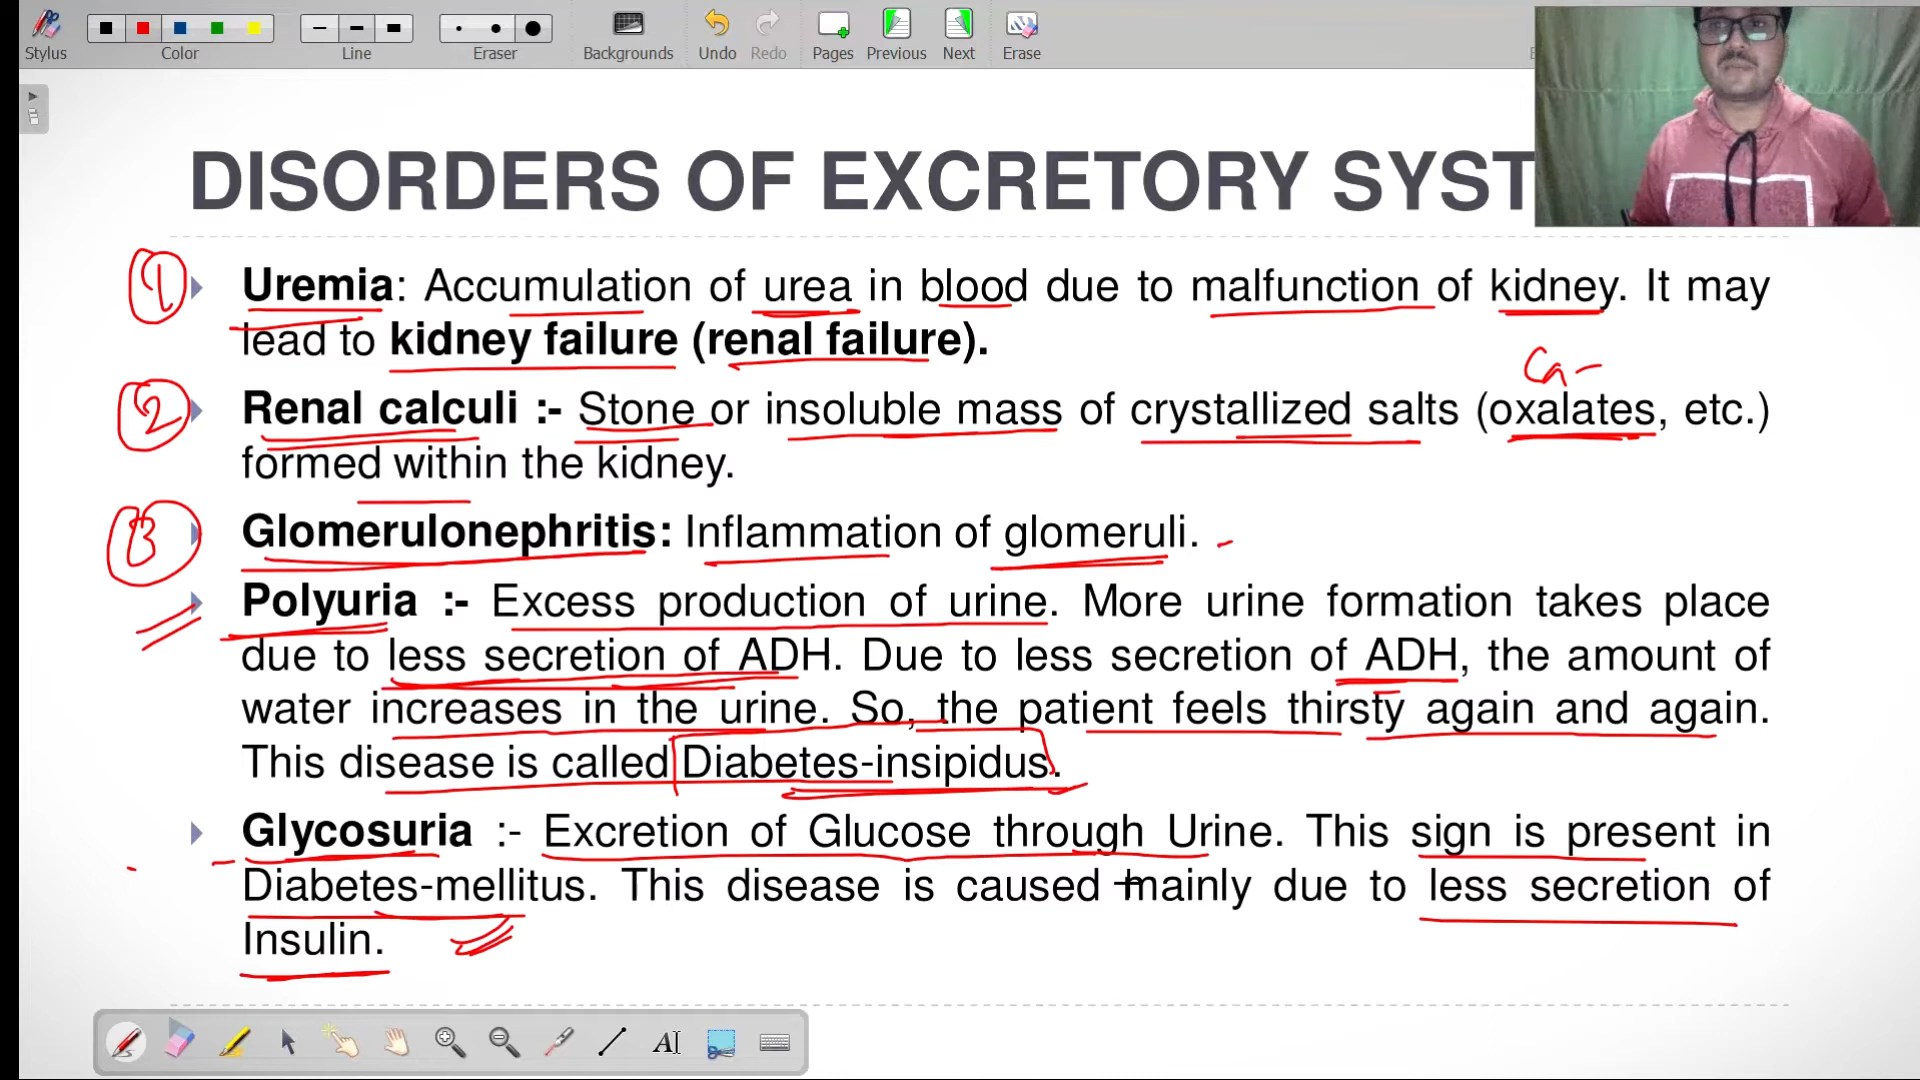 Stylus
Color
Line
Eraser
Backgrounds
Undo
Redo
Pages
Previous
Next
Erase
DISORDERS OF EXCRETORY SYST
1
Uremia: Accumulation of urea in blood due to malfunction of kidney. It may
lead to kidney failure (renal failure).
Ca
2
Renal calculi :- Stone or insoluble mass of crystallized salts (oxalates, etc.)
formed within the kidney.
3
Glomerulonephritis: Inflammation of glomeruli.
Polyuria :- Excess production of urine. More urine formation takes place
due to less secretion of ADH. Due to less secretion of ADH, the amount of
water increases in the urine. So, the patient feels thirsty again and again.
This disease is called Diabetes-insipidus.
Glycosuria :- Excretion of Glucose through Urine. This sign is present in
Diabetes-mellitus. This disease is caused mainly due to less secretion of
Insulin.